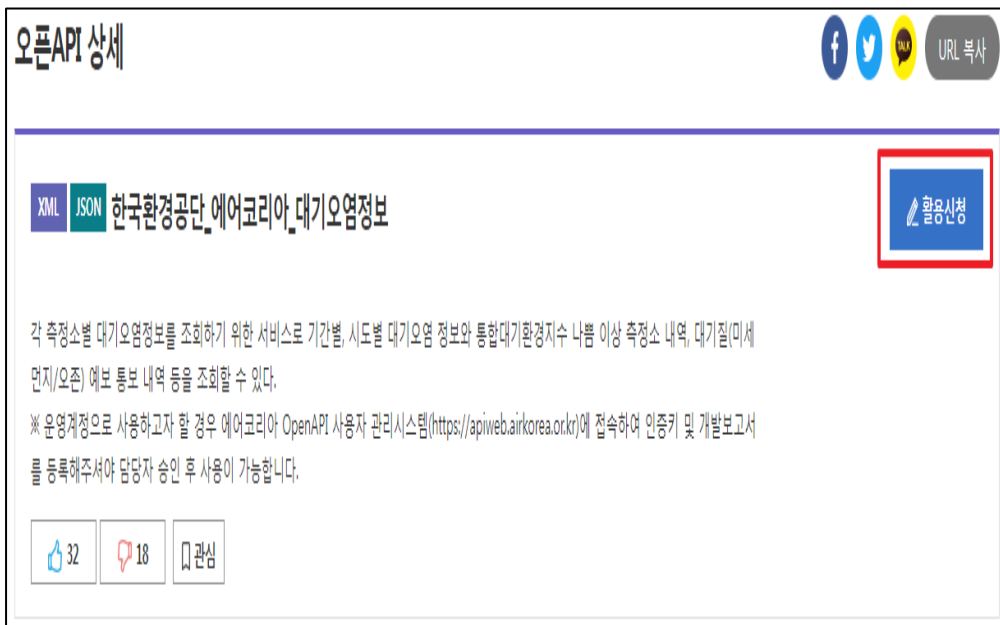 오픈API 상세
f
TALK
URL 복사
XML JSON 한국환경공단_에어코리아_대기오염정보
활용신청
각 측정소별 대기오염정보를 조회하기 위한 서비스로 기간별, 시도별 대기오염 정보와 통합대기환경지수 나쁨 이상 측정소 내역, 대기질(미세
먼지/오존) 예보 통보 내역 등을 조회할 수 있다.
※ 운영계정으로 사용하고자 할 경우 에어코리아 OpenAPI 사용자 관리시스템(https://apiweb.airkorea.or.kr)에 접속하여 인증키 및 개발보고서
를 등록해주셔야 담당자 승인 후 사용이 가능합니다.
32
18
관심